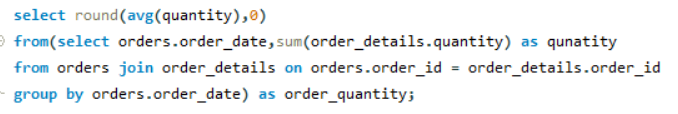 select round(avg(quantity),0)
from(select orders.order_date,sum(order_details.quantity) as qunatity
from orders join order_details on orders.order_id = order_details.order_id
group by orders.order_date) as order_quantity;